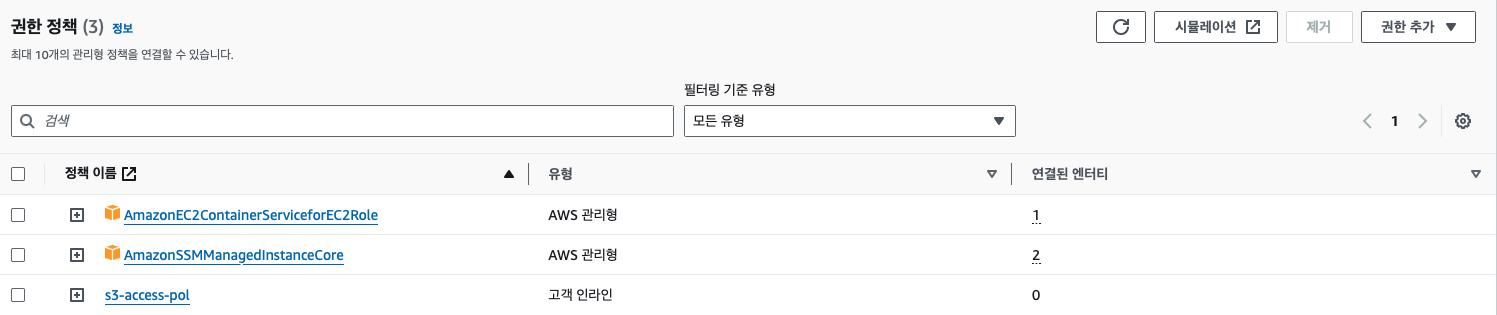 권한 정책 (3) 정보
최대 10개의 관리형 정책을 연결할 수 있습니다.
시뮬레이션
제거
권한 추가
필터링 기준 유형
검색
모든 유형
1
정책 이름 유형 연결된 엔터티
AmazonEC2ContainerServiceforEC2Role AWS 관리형 1
AmazonSSMManagedInstanceCore AWS 관리형 2
s3-access-pol 고객 인라인 0